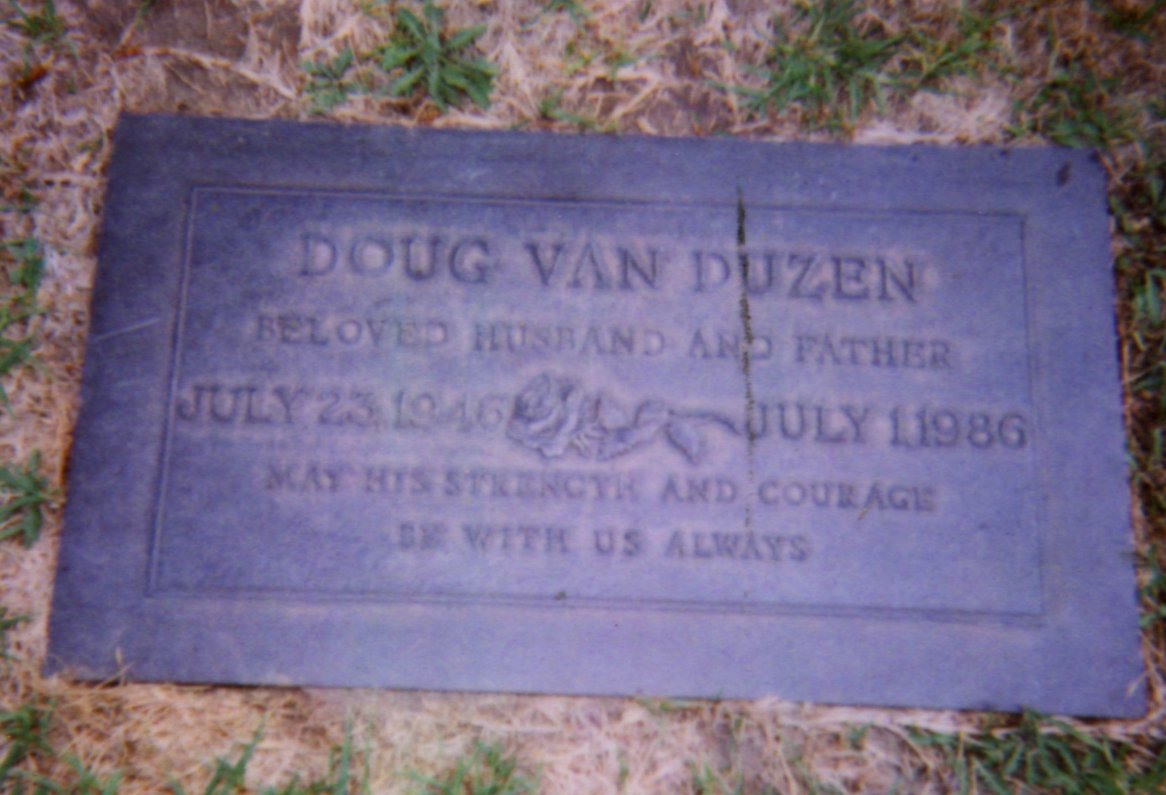 DOUG VAN DUZEN
BELOVED HUSBAND AND FATHER
JULY 23, 1946 JULY 1, 1986
MAY HIS STRENGTH AND COURAGE
BE WITH US ALWAYS